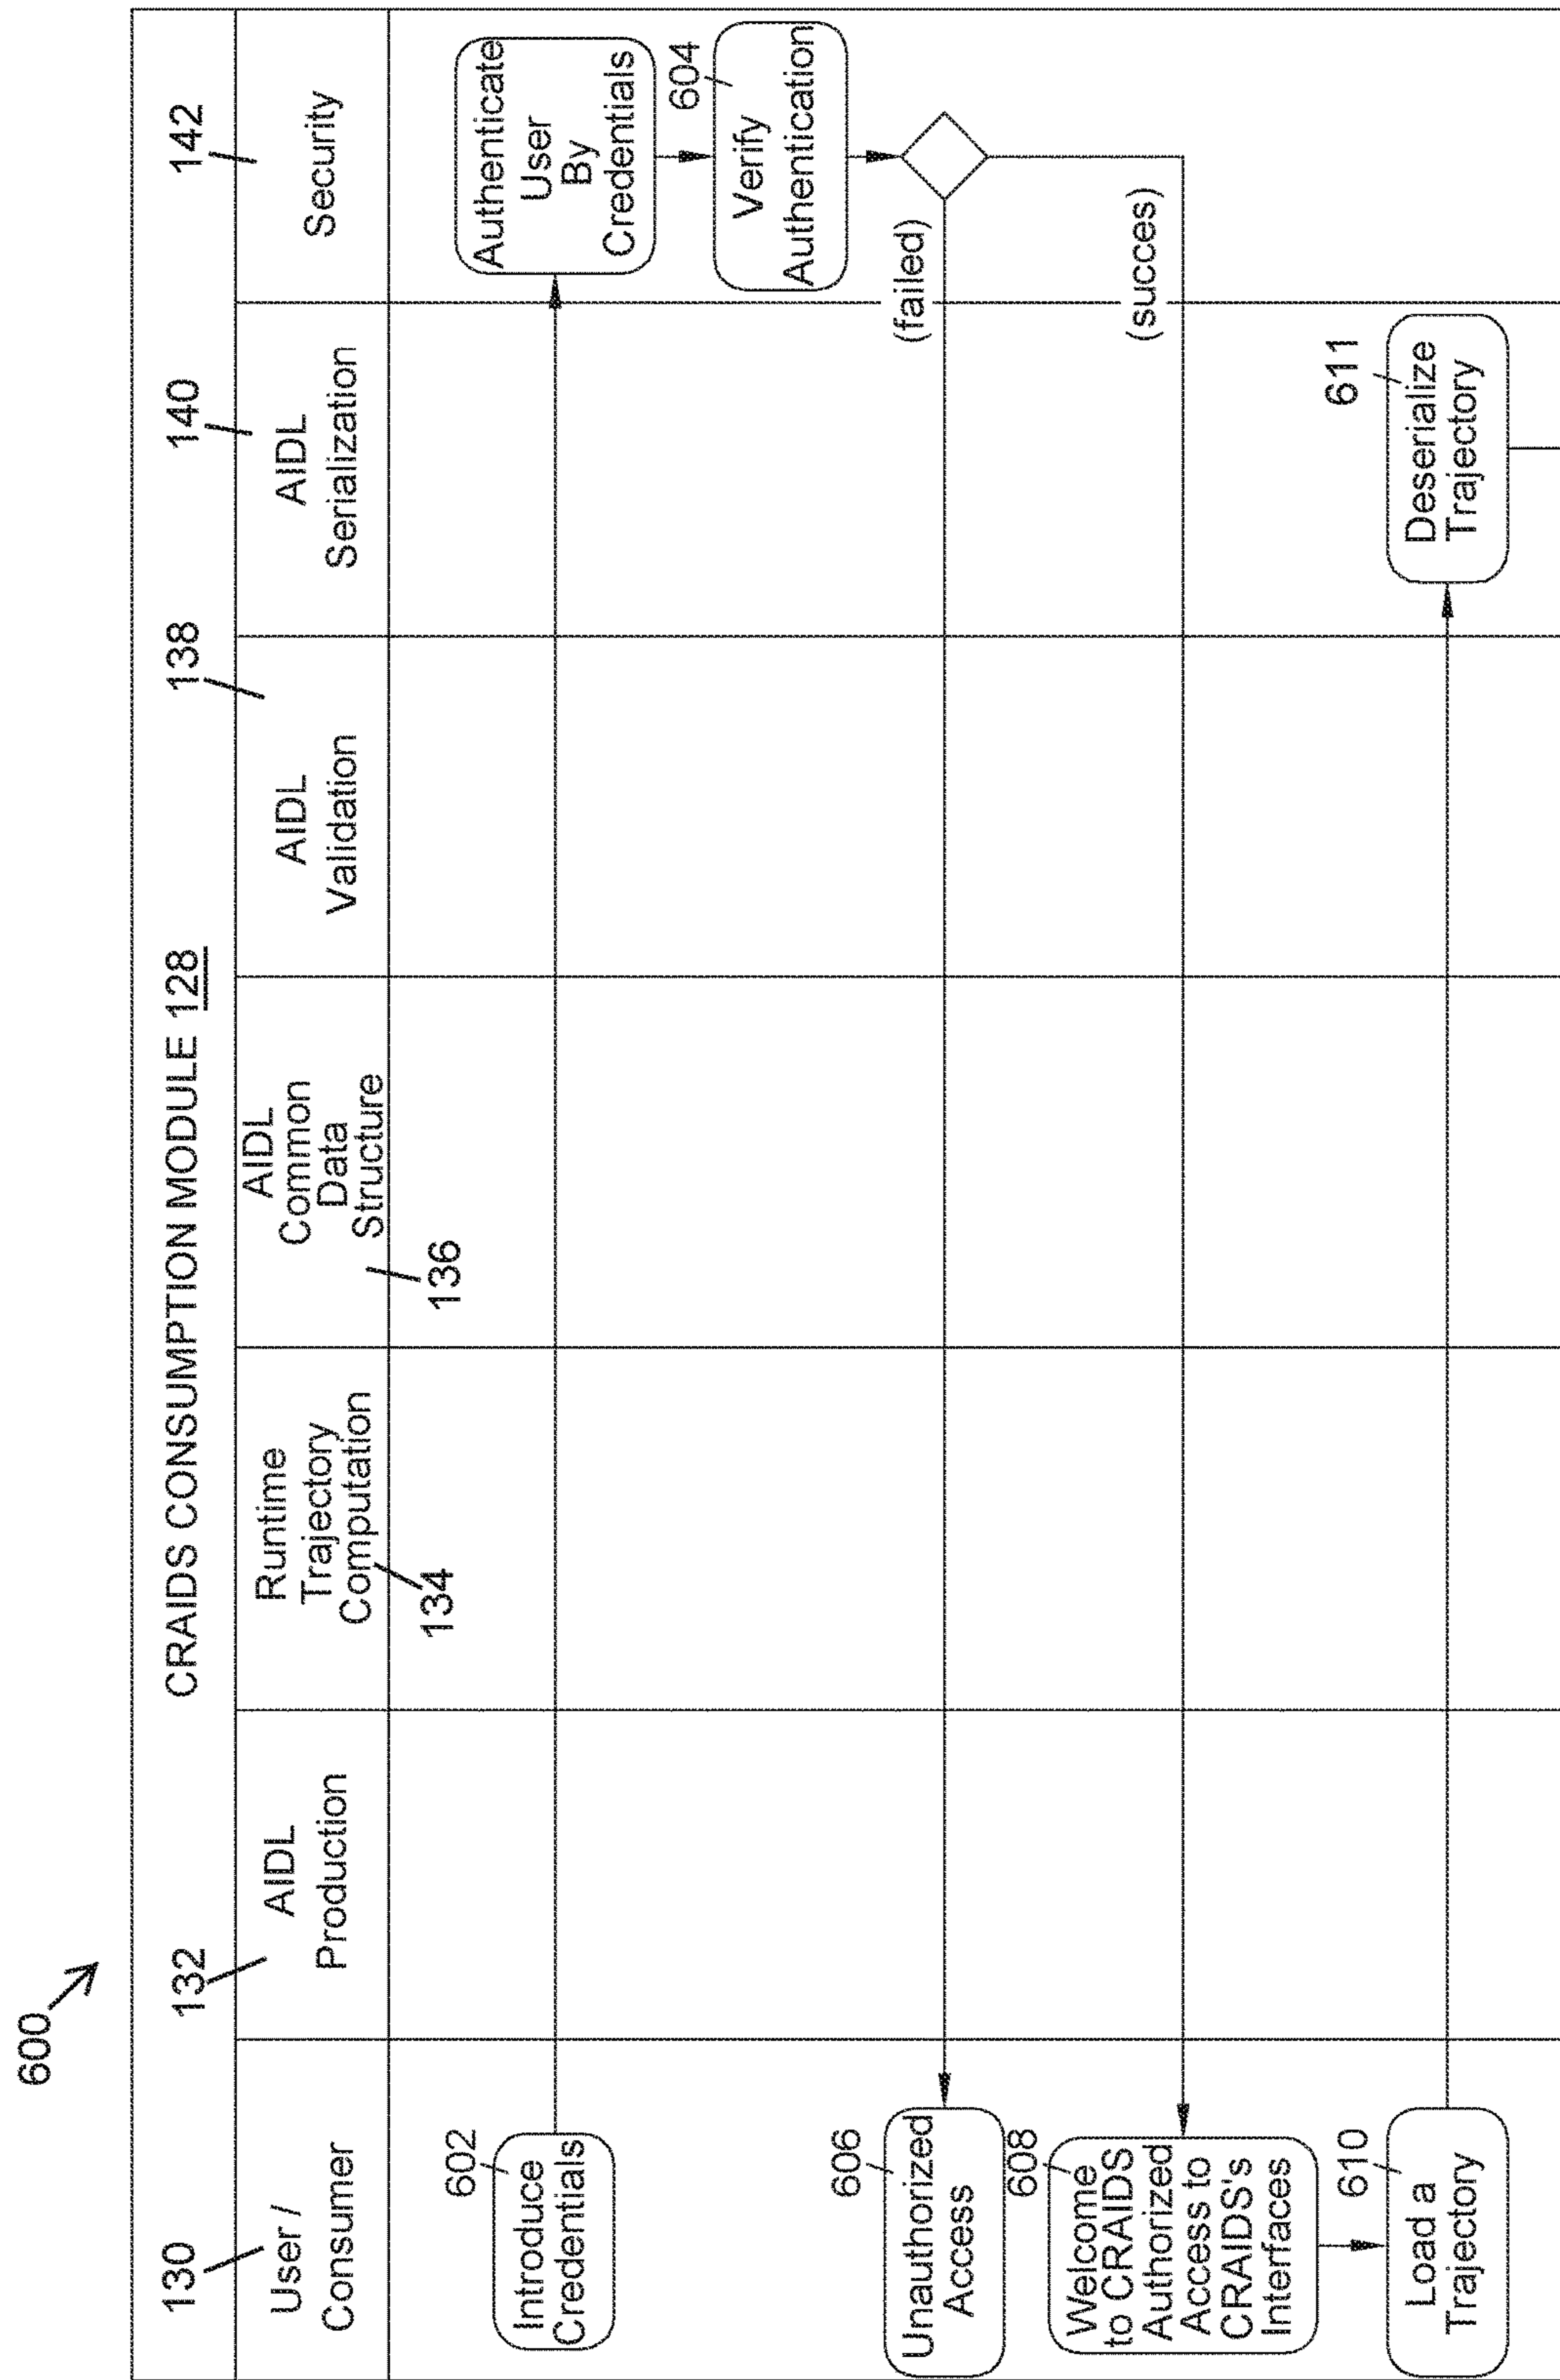 600
CRAIDS CONSUMPTION MODULE 128
130
132
138
140
142
User /
Consumer
AIDL
Production
Runtime
Trajectory
Computation
134
AIDL
Common
Data
Structure
136
AIDL
Validation
AIDL
Serialization
Security
602
Introduce
Credentials
Authenticate
User
By
Credentials
604
Verify
Authentication
(failed)
606
Unauthorized
Access
(succes)
608
Welcome
to CRAIDS
Authorized
Access to
CRAIDS's
Interfaces
610
Load a
Trajectory
611
Deserialize
Trajectory